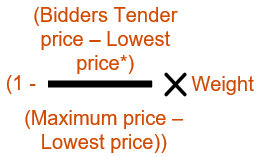 (Bidders Tender
price – Lowest
price*)
(1 -
Weight
(Maximum price –
Lowest price))